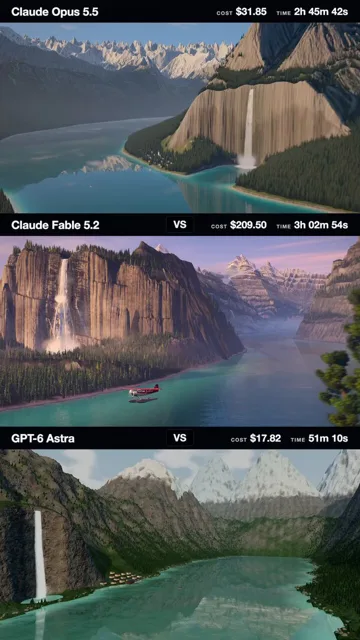 Claude Opus 5.5 COST $31.85 TIME 2h 45m 42s
Claude Fable 5.2 VS COST $209.50 TIME 3h 02m 54s
GPT-6 Astra VS COST $17.82 TIME 51m 10s